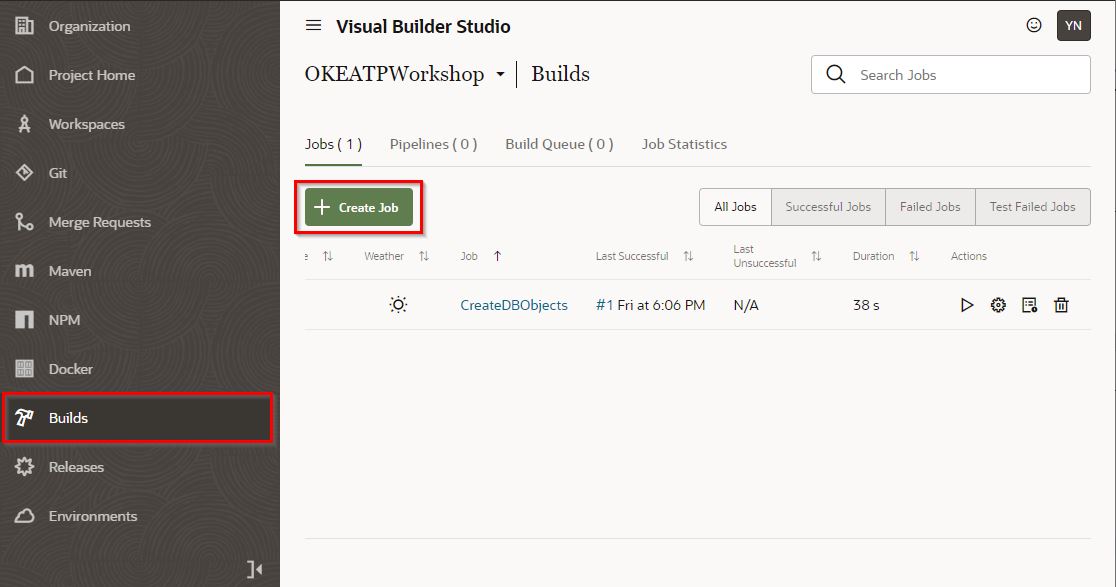 Organization
Project Home
Workspaces
Git
Merge Requests
Maven
NPM
Docker
Builds
Releases
Environments
Visual Builder Studio
YN
OKEATPWorkshop Builds
Search Jobs
Jobs ( 1 ) Pipelines ( 0 ) Build Queue ( 0 ) Job Statistics
Create Job All Jobs Successful Jobs Failed Jobs Test Failed Jobs
e Weather Job Last Successful Last Unsuccessful Duration Actions
CreateDBObjects #1 Fri at 6:06 PM N/A 38 s